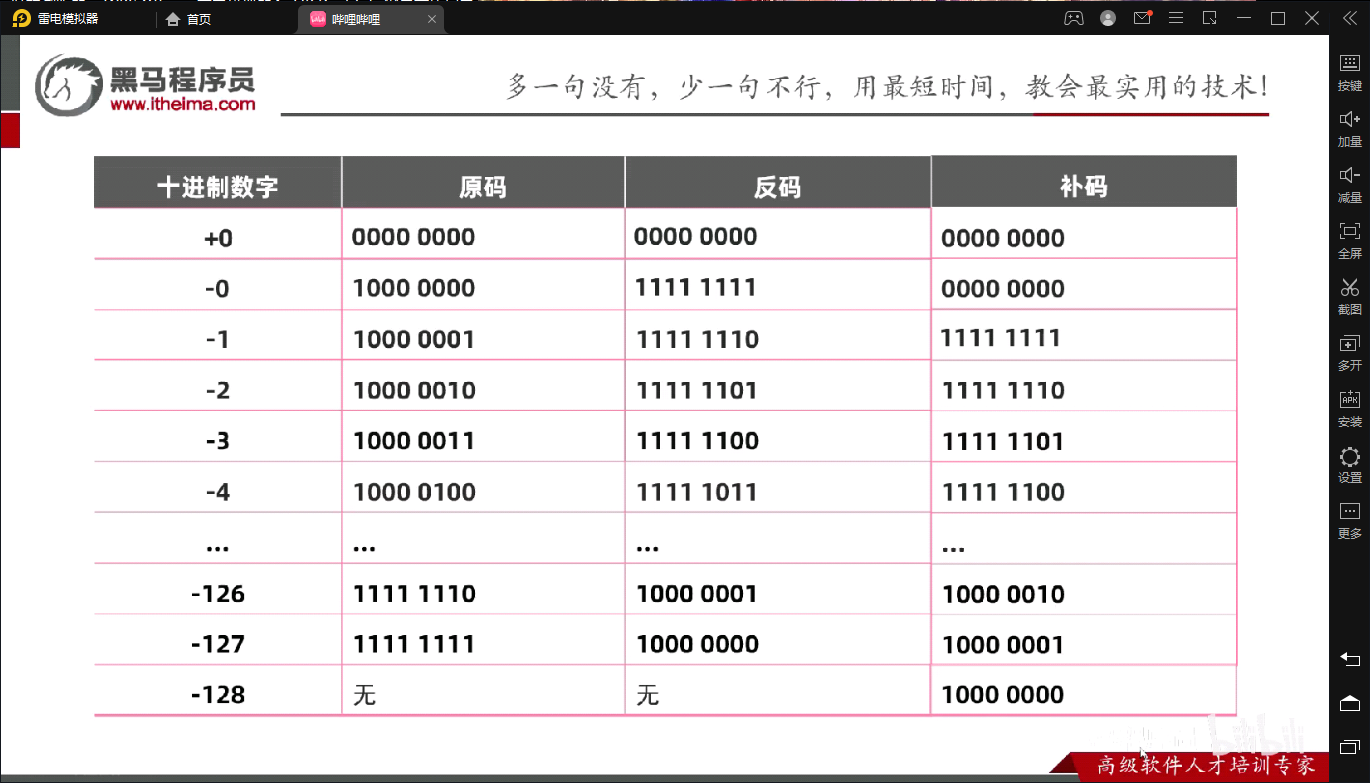 雷电模拟器
首页
哔哩哔哩
黑马程序员
www.itheima.com
多一句没有，少一句不行，用最短时间，教会最实用的技术！
十进制数字 原码 反码 补码
+0 0000 0000 0000 0000 0000 0000
-0 1000 0000 1111 1111 0000 0000
-1 1000 0001 1111 1110 1111 1111
-2 1000 0010 1111 1101 1111 1110
-3 1000 0011 1111 1100 1111 1101
-4 1000 0100 1111 1011 1111 1100
... ... ... ...
-126 1111 1110 1000 0001 1000 0010
-127 1111 1111 1000 0000 1000 0001
-128 无 无 1000 0000
bilibili
高级软件人才培训专家
按键
加量
减量
全屏
截图
多开
APK
安装
设置
更多